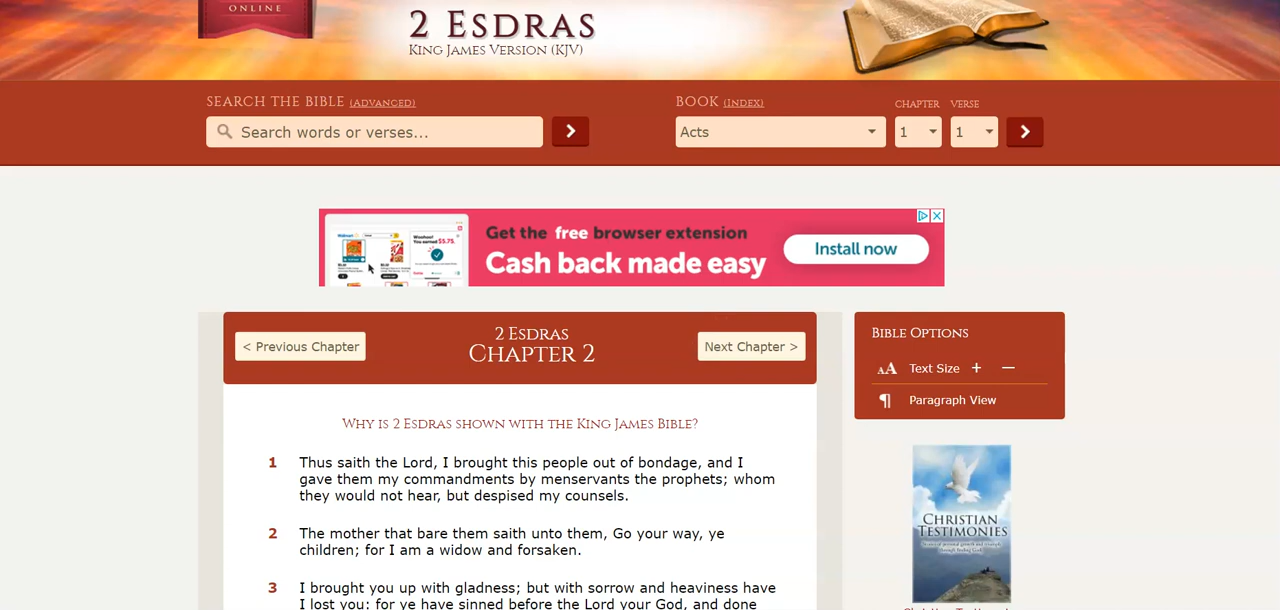 ONLINE
2 Esdras
King James Version (KJV)
Search the Bible (Advanced)
Search words or verses...
Book (Index)
Chapter
Verse
Acts
1
1
Get the free browser extension
Cash back made easy
Install now
< Previous Chapter
2 Esdras
Chapter 2
Next Chapter >
Bible Options
AA Text Size + —
¶ Paragraph View
Why is 2 Esdras shown with the King James Bible?
1 Thus saith the Lord, I brought this people out of bondage, and I
gave them my commandments by menservants the prophets; whom
they would not hear, but despised my counsels.
2 The mother that bare them saith unto them, Go your way, ye
children; for I am a widow and forsaken.
3 I brought you up with gladness; but with sorrow and heaviness have
I lost you: for ye have sinned before the Lord your God, and done
Christian
Testimonies